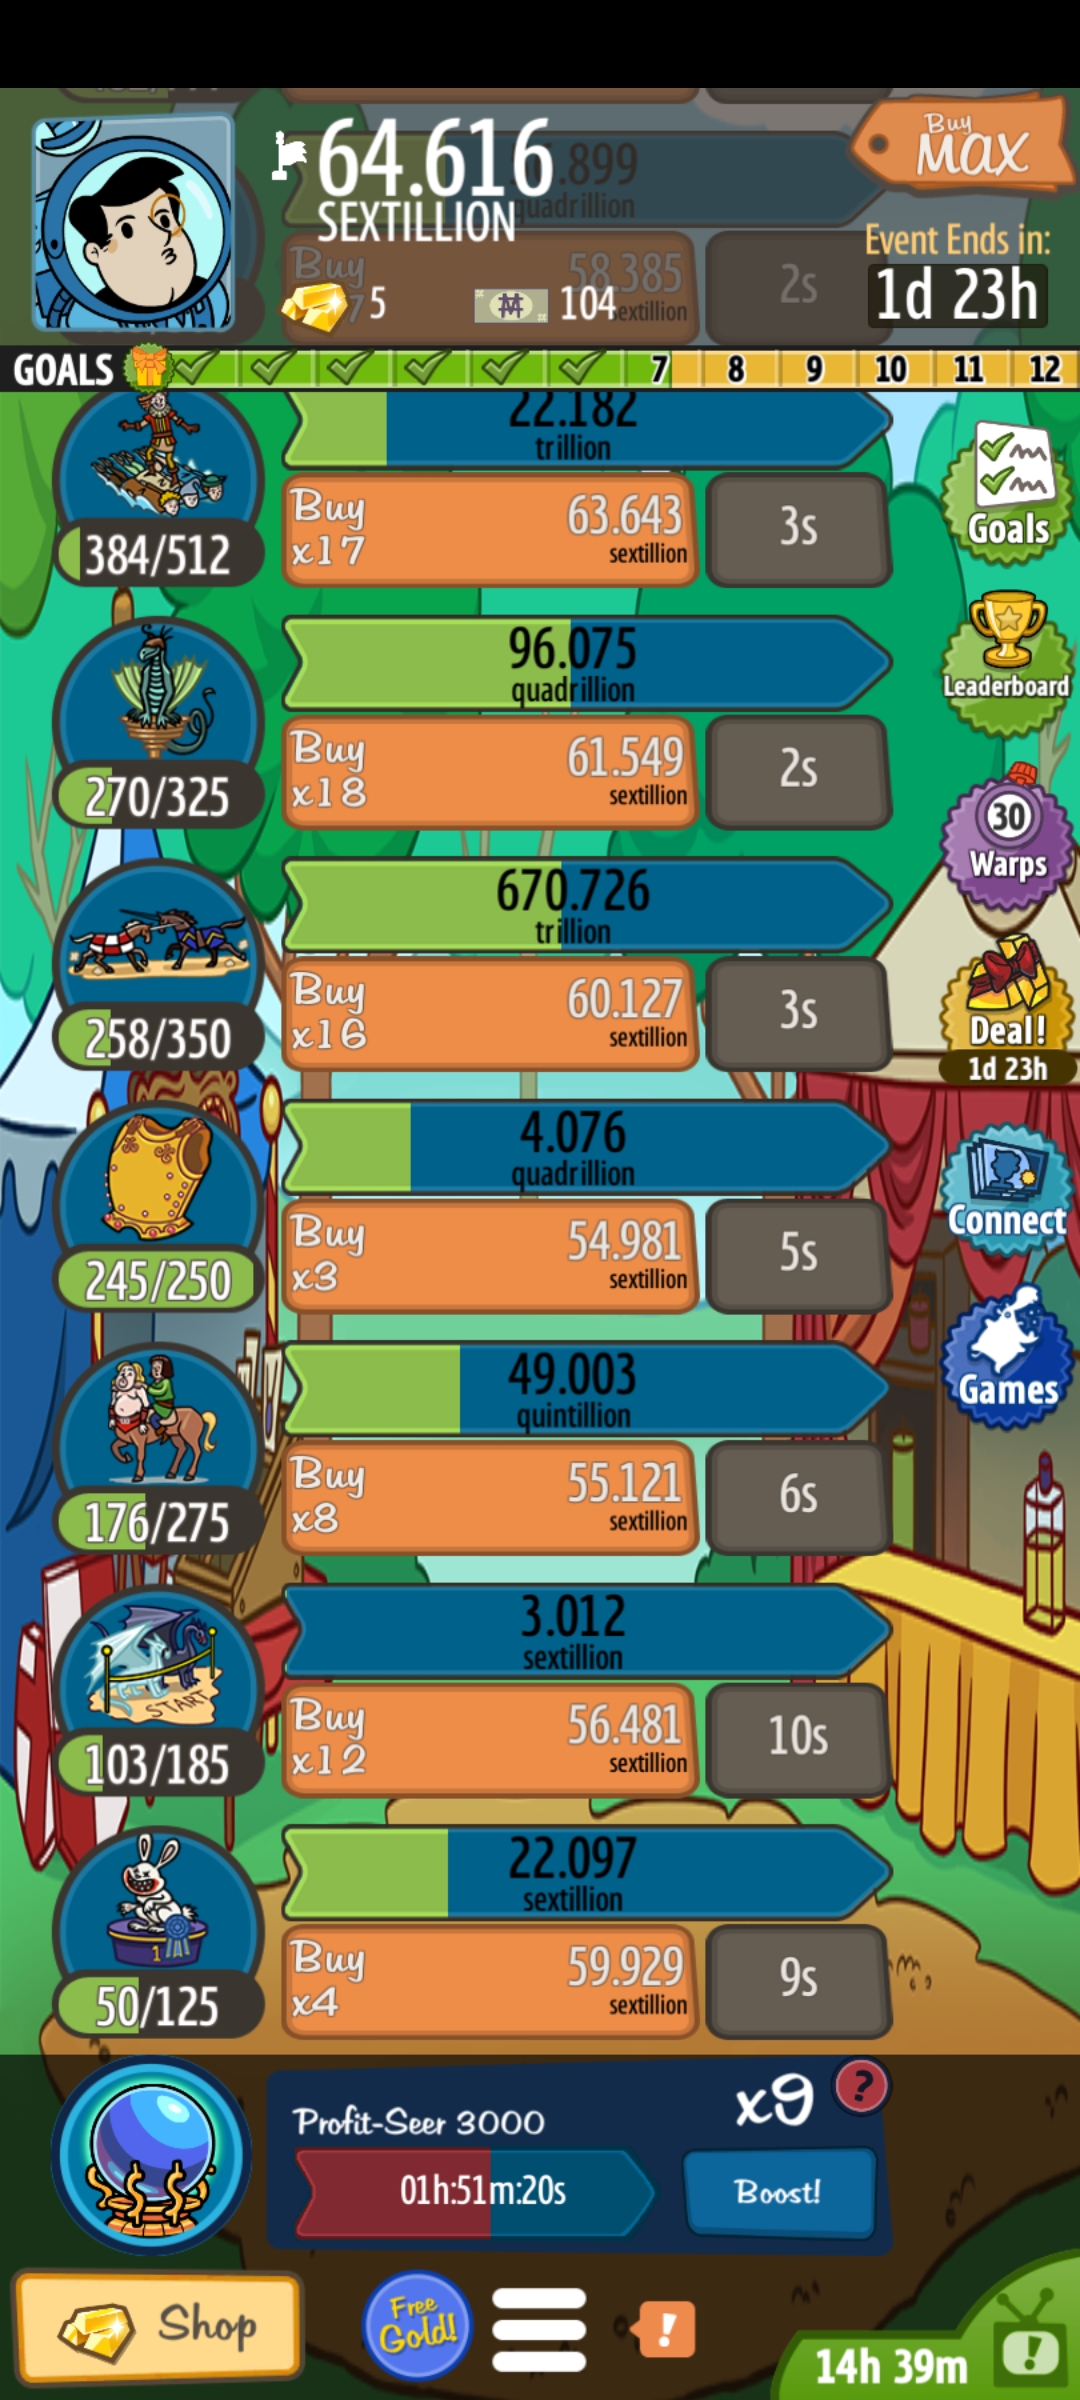 64.616
SEXTILLION
Buy
MAX
.899
quadrillion
Event Ends in:
1d 23h
Buy
58.385
sextillion
2s
5
104
GOALS
7
8
9
10
11
12
22.182
trillion
Buy
x17
63.643
sextillion
3s
384/512
Goals
96.075
quadrillion
Leaderboard
Buy
x18
61.549
sextillion
2s
270/325
30
Warps
670.726
trillion
Buy
x16
60.127
sextillion
3s
258/350
Deal!
1d 23h
4.076
quadrillion
Buy
x3
54.981
sextillion
5s
245/250
Connect
49.003
quintillion
Games
Buy
x8
55.121
sextillion
6s
176/275
3.012
sextillion
START
Buy
x12
56.481
sextillion
10s
103/185
22.097
sextillion
1
Buy
x4
59.929
sextillion
9s
50/125
Profit-Seer 3000
x9
?
01h:51m:20s
Boost!
Shop
Free
Gold!
!
14h 39m
!